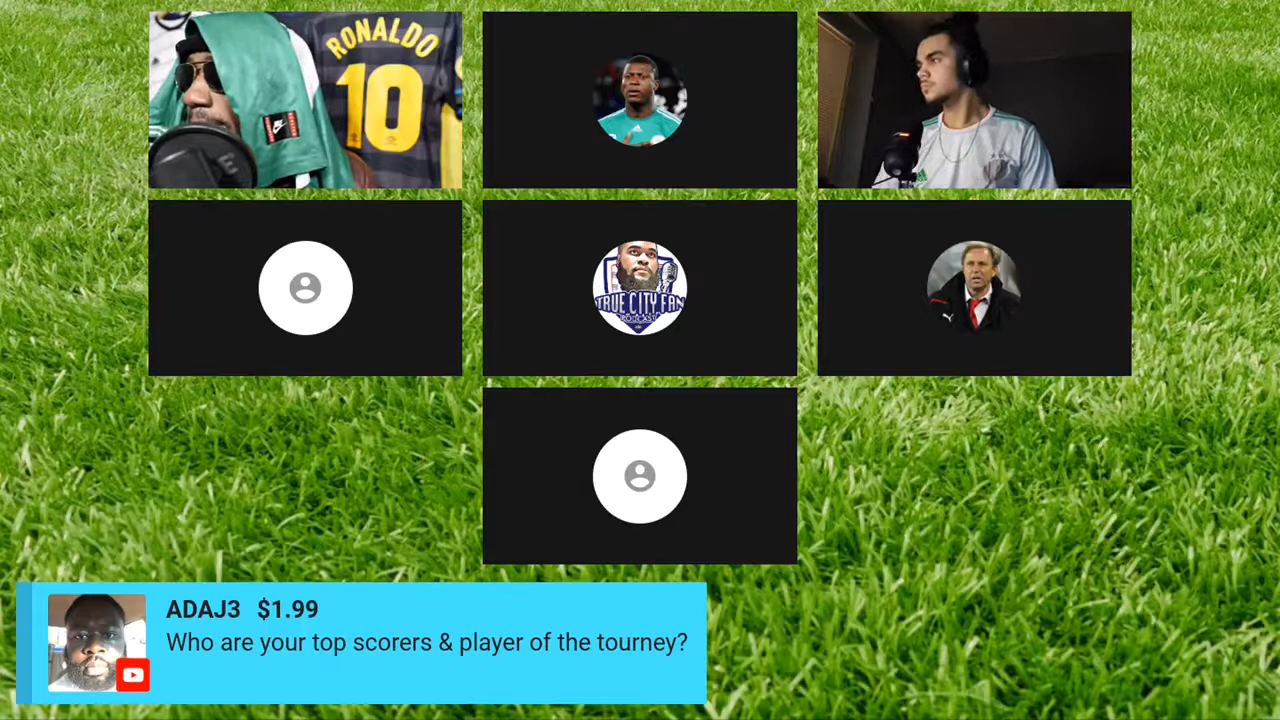 RONALDO
10
TRUE CITY FAN
ADAJ3 $1.99
Who are your top scorers & player of the tourney?